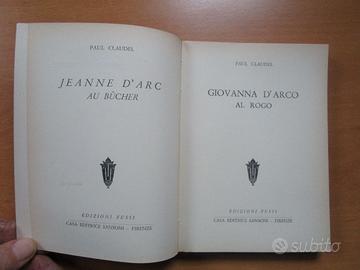 PAUL CLAUDEL
JEANNE D'ARC
AU BÛCHER
EDIZIONI FUSSI
CASA EDITRICE SANSONI - FIRENZE
PAUL CLAUDEL
GIOVANNA D'ARCO
AL ROGO
EDIZIONI FUSSI
CASA EDITRICE SANSONI - FIRENZE
subito